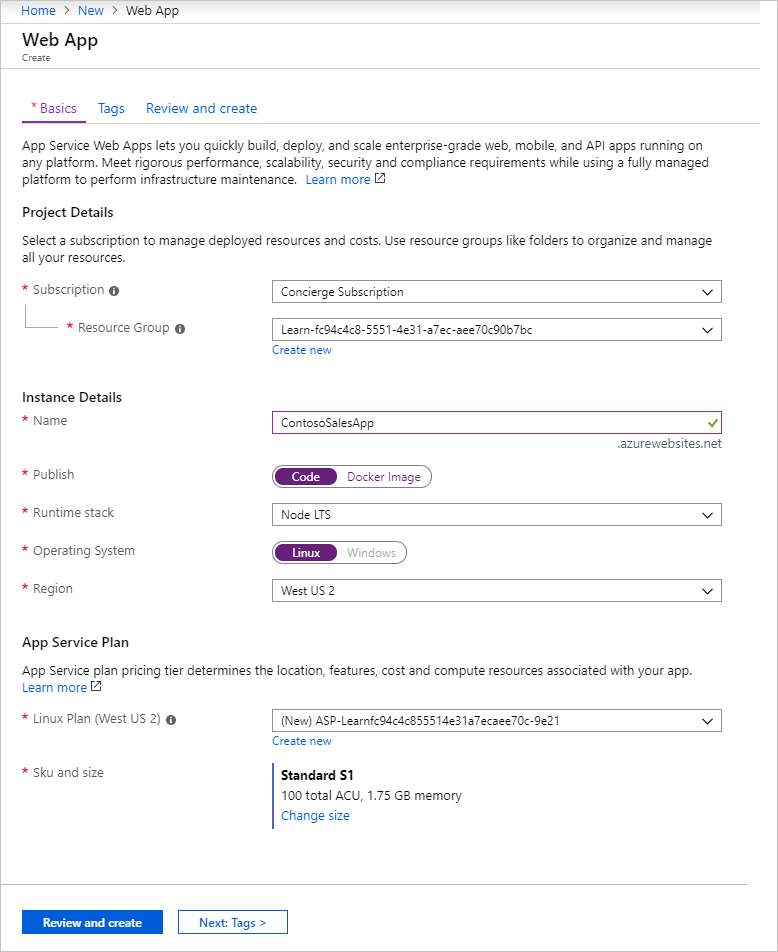 Home > New > Web App
Web App
Create
* Basics Tags Review and create
App Service Web Apps lets you quickly build, deploy, and scale enterprise-grade web, mobile, and API apps running on
any platform. Meet rigorous performance, scalability, security and compliance requirements while using a fully managed
platform to perform infrastructure maintenance. Learn more
Project Details
Select a subscription to manage deployed resources and costs. Use resource groups like folders to organize and manage
all your resources.
* Subscription Concierge Subscription
* Resource Group Learn-fc94c4c8-5551-4e31-a7ec-aee70c90b7bc
Create new
Instance Details
* Name ContosoSalesApp
.azurewebsites.net
* Publish Code Docker Image
* Runtime stack Node LTS
* Operating System Linux Windows
* Region West US 2
App Service Plan
App Service plan pricing tier determines the location, features, cost and compute resources associated with your app.
Learn more
* Linux Plan (West US 2) (New) ASP-Learnfc94c4c855514e31a7ecaee70c-9e21
Create new
* Sku and size Standard S1
100 total ACU, 1.75 GB memory
Change size
Review and create Next: Tags >